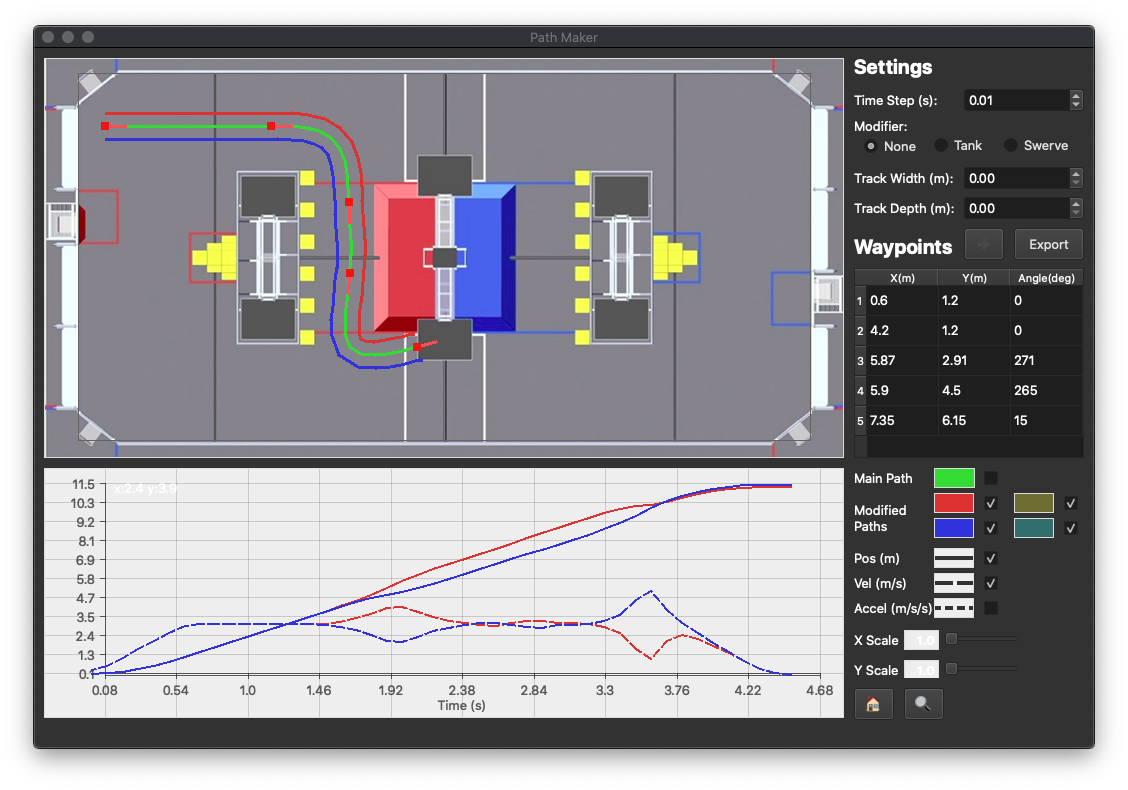 Path Maker
Settings
Time Step (s): 0.01
Modifier:
None Tank Swerve
Track Width (m): 0.00
Track Depth (m): 0.00
Waypoints + Export
X(m) Y(m) Angle(deg)
1 0.6 1.2 0
2 4.2 1.2 0
3 5.87 2.91 271
4 5.9 4.5 265
5 7.35 6.15 15
x:2.4 y:3.9
11.5
10.3
9.2
8.1
6.9
5.8
4.7
3.5
2.4
1.3
0.
0.08 0.54 1.0 1.46 1.92 2.38 2.84 3.3 3.76 4.22 4.68
Time (s)
Main Path
Modified
Paths
Pos (m)
Vel (m/s)
Accel (m/s/s)
X Scale 1.0
Y Scale 1.0